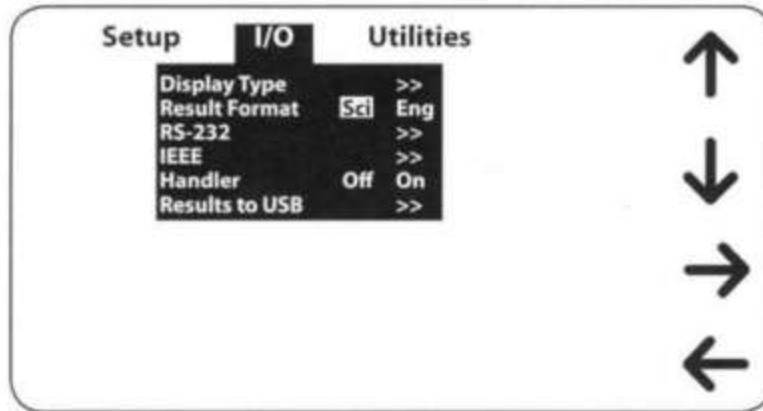 Setup I/O Utilities
Display Type >>
Result Format Sci Eng
RS-232 >>
IEEE >>
Handler Off On
Results to USB >>